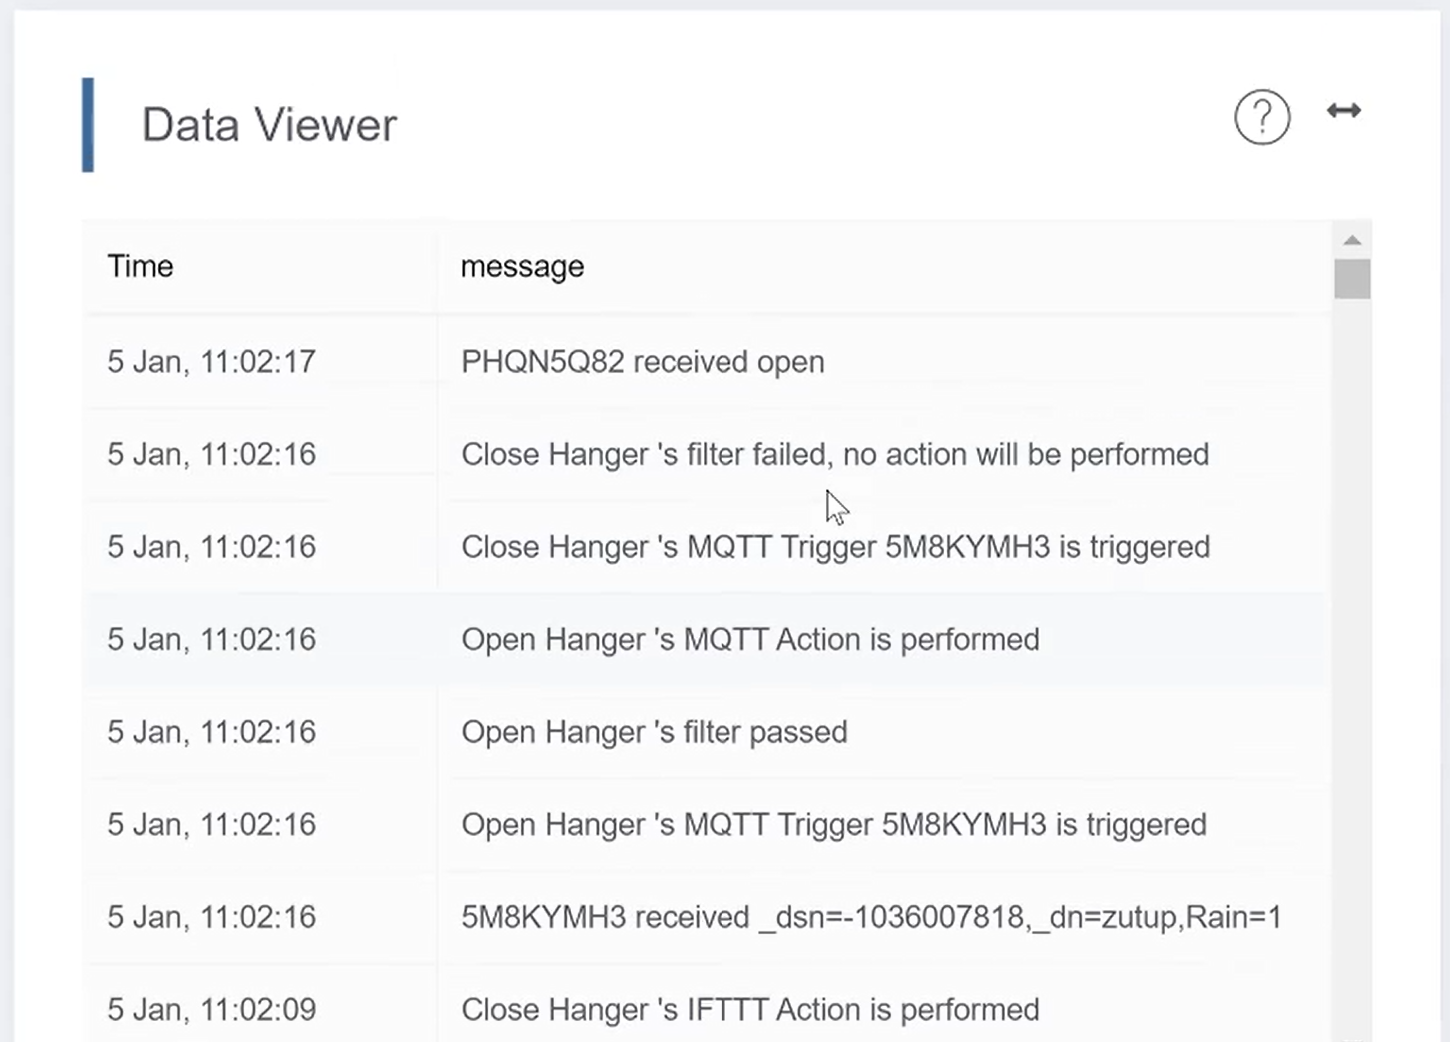 Data Viewer
?
Time message
5 Jan, 11:02:17 PHQN5Q82 received open
5 Jan, 11:02:16 Close Hanger 's filter failed, no action will be performed
5 Jan, 11:02:16 Close Hanger 's MQTT Trigger 5M8KYMH3 is triggered
5 Jan, 11:02:16 Open Hanger 's MQTT Action is performed
5 Jan, 11:02:16 Open Hanger 's filter passed
5 Jan, 11:02:16 Open Hanger 's MQTT Trigger 5M8KYMH3 is triggered
5 Jan, 11:02:16 5M8KYMH3 received _dsn=-1036007818,_dn=zutup,Rain=1
5 Jan, 11:02:09 Close Hanger 's IFTTT Action is performed